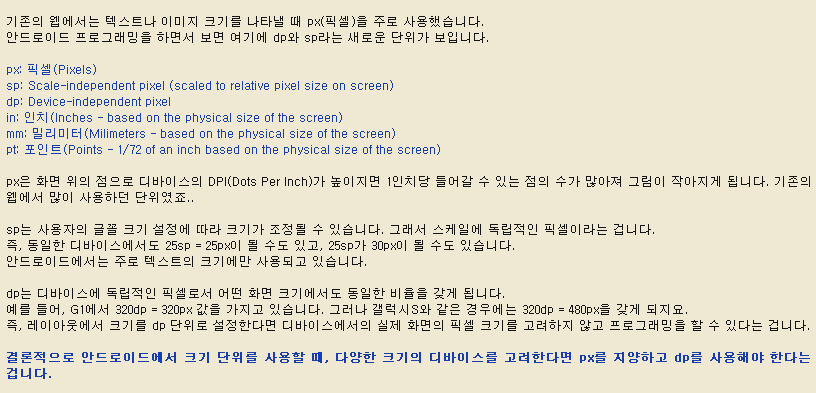 기존의 웹에서는 텍스트나 이미지 크기를 나타낼 때 px(픽셀)을 주로 사용했습니다.
안드로이드 프로그래밍을 하면서 보면 여기에 dp와 sp라는 새로운 단위가 보입니다.
px: 픽셀(Pixels)
sp: Scale-independent pixel (scaled to relative pixel size on screen)
dp: Device-independent pixel
in: 인치(Inches - based on the physical size of the screen)
mm: 밀리미터(Milimeters - based on the physical size of the screen)
pt: 포인트(Points - 1/72 of an inch based on the physical size of the screen)
px은 화면 위의 점으로 디바이스의 DPI(Dots Per Inch)가 높이지면 1인치당 들어갈 수 있는 점의 수가 많아져 그림이 작아지게 됩니다. 기존의
웹에서 많이 사용하던 단위였죠..
sp는 사용자의 글꼴 크기 설정에 따라 크기가 조정될 수 있습니다. 그래서 스케일에 독립적인 픽셀이라는 겁니다.
즉, 동일한 디바이스에서도 25sp = 25px이 될 수도 있고, 25sp가 30px이 될 수도 있습니다.
안드로이드에서는 주로 텍스트의 크기에만 사용되고 있습니다.
dp는 디바이스에 독립적인 픽셀로서 어떤 화면 크기에서도 동일한 비율을 갖게 됩니다.
예를 들어, G1에서 320dp = 320px 값을 가지고 있습니다. 그러나 갤럭시S와 같은 경우에는 320dp = 480px을 갖게 되지요.
즉, 레이아웃에서 크기를 dp 단위로 설정한다면 디바이스에서의 실제 화면의 픽셀 크기를 고려하지 않고 프로그래밍을 할 수 있다는 겁니다.
결론적으로 안드로이드에서 크기 단위를 사용할 때, 다양한 크기의 디바이스를 고려한다면 px를 지양하고 dp를 사용해야 한다는
겁니다.